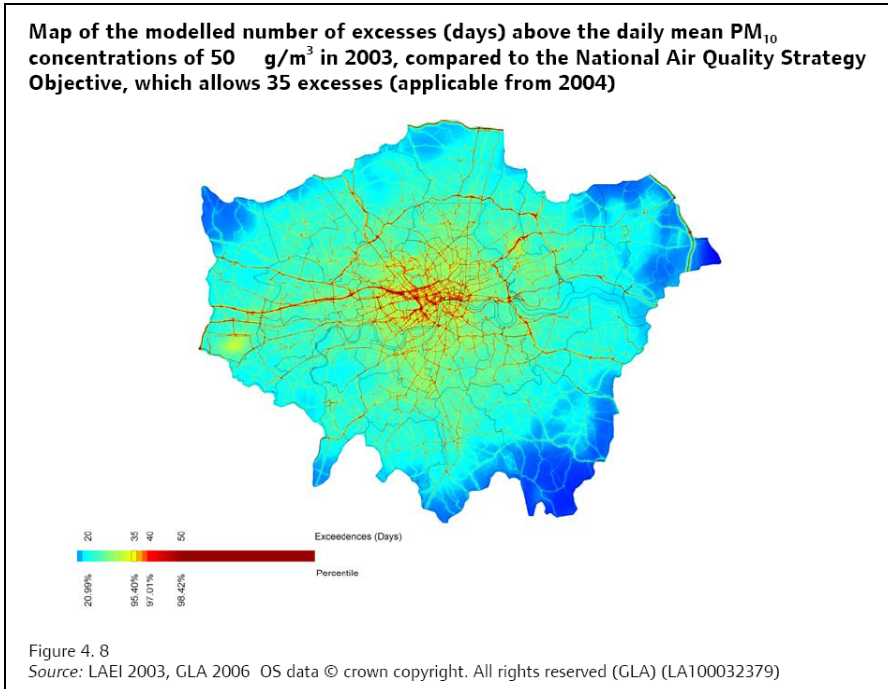 Map of the modelled number of excesses (days) above the daily mean PM₁₀
concentrations of 50 g/m³ in 2003, compared to the National Air Quality Strategy
Objective, which allows 35 excesses (applicable from 2004)
20 35 40 50 Exceedences (Days)
Percentile
20.99% 95.40% 97.01% 98.42%
Figure 4. 8
Source: LAEI 2003, GLA 2006 OS data © crown copyright. All rights reserved (GLA) (LA100032379)